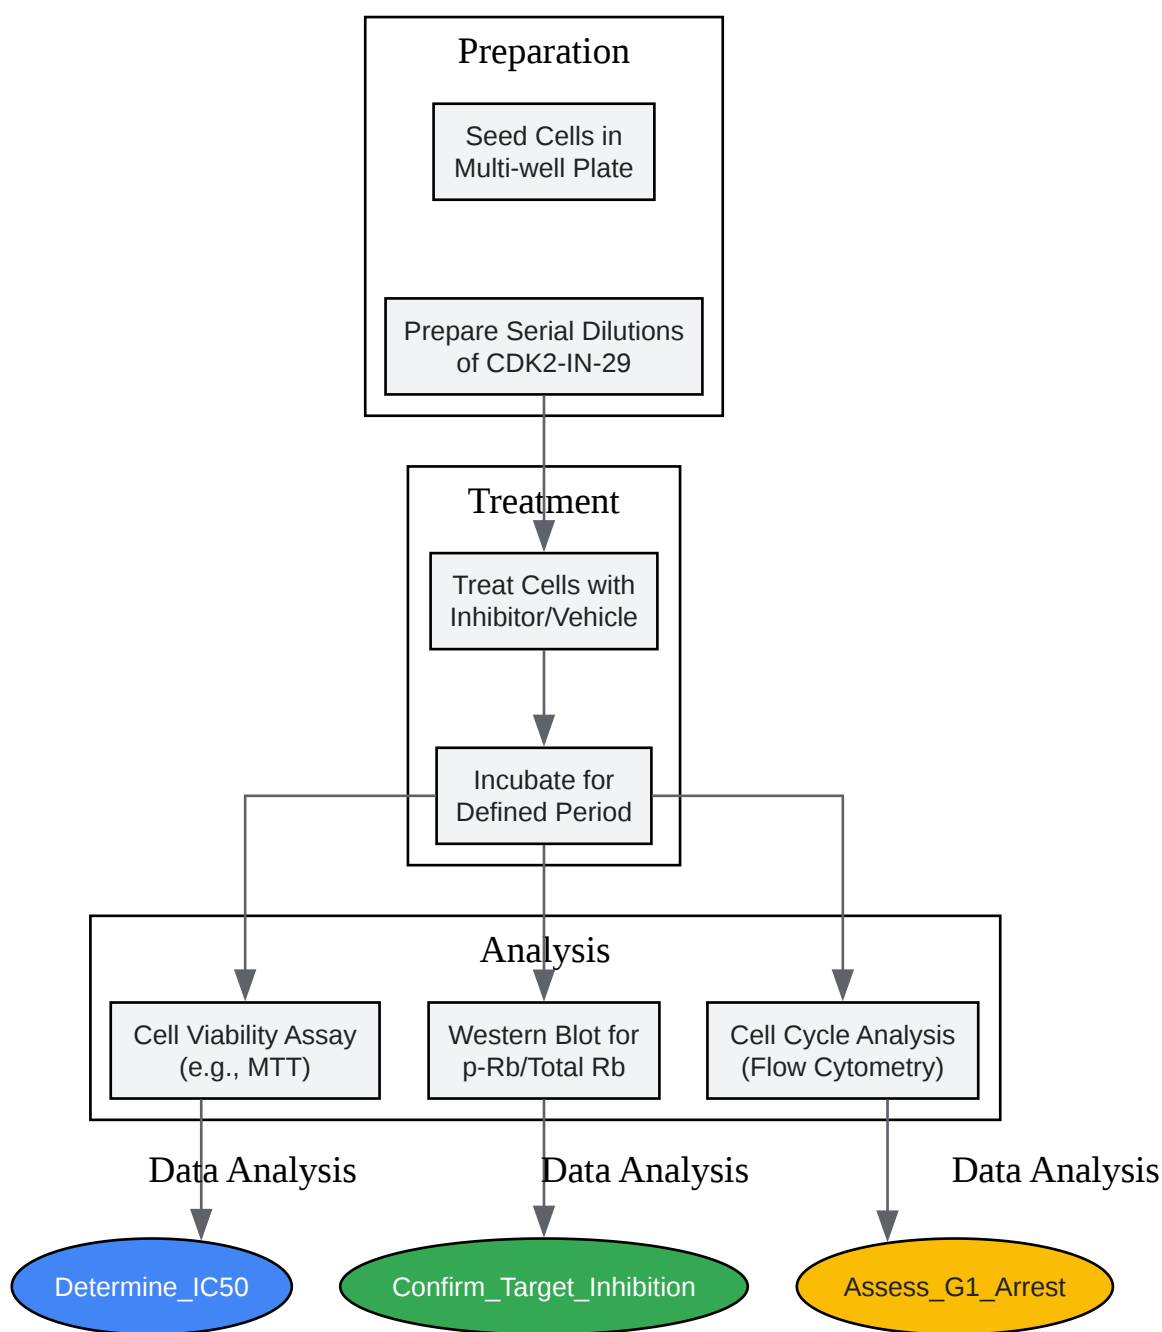 Preparation
Seed Cells in
Multi-well Plate
Prepare Serial Dilutions
of CDK2-IN-29
Treatment
Treat Cells with
Inhibitor/Vehicle
Incubate for
Defined Period
Analysis
Cell Viability Assay
(e.g., MTT)
Western Blot for
p-Rb/Total Rb
Cell Cycle Analysis
(Flow Cytometry)
Data Analysis
Data Analysis
Data Analysis
Determine_IC50
Confirm_Target_Inhibition
Assess_G1_Arrest